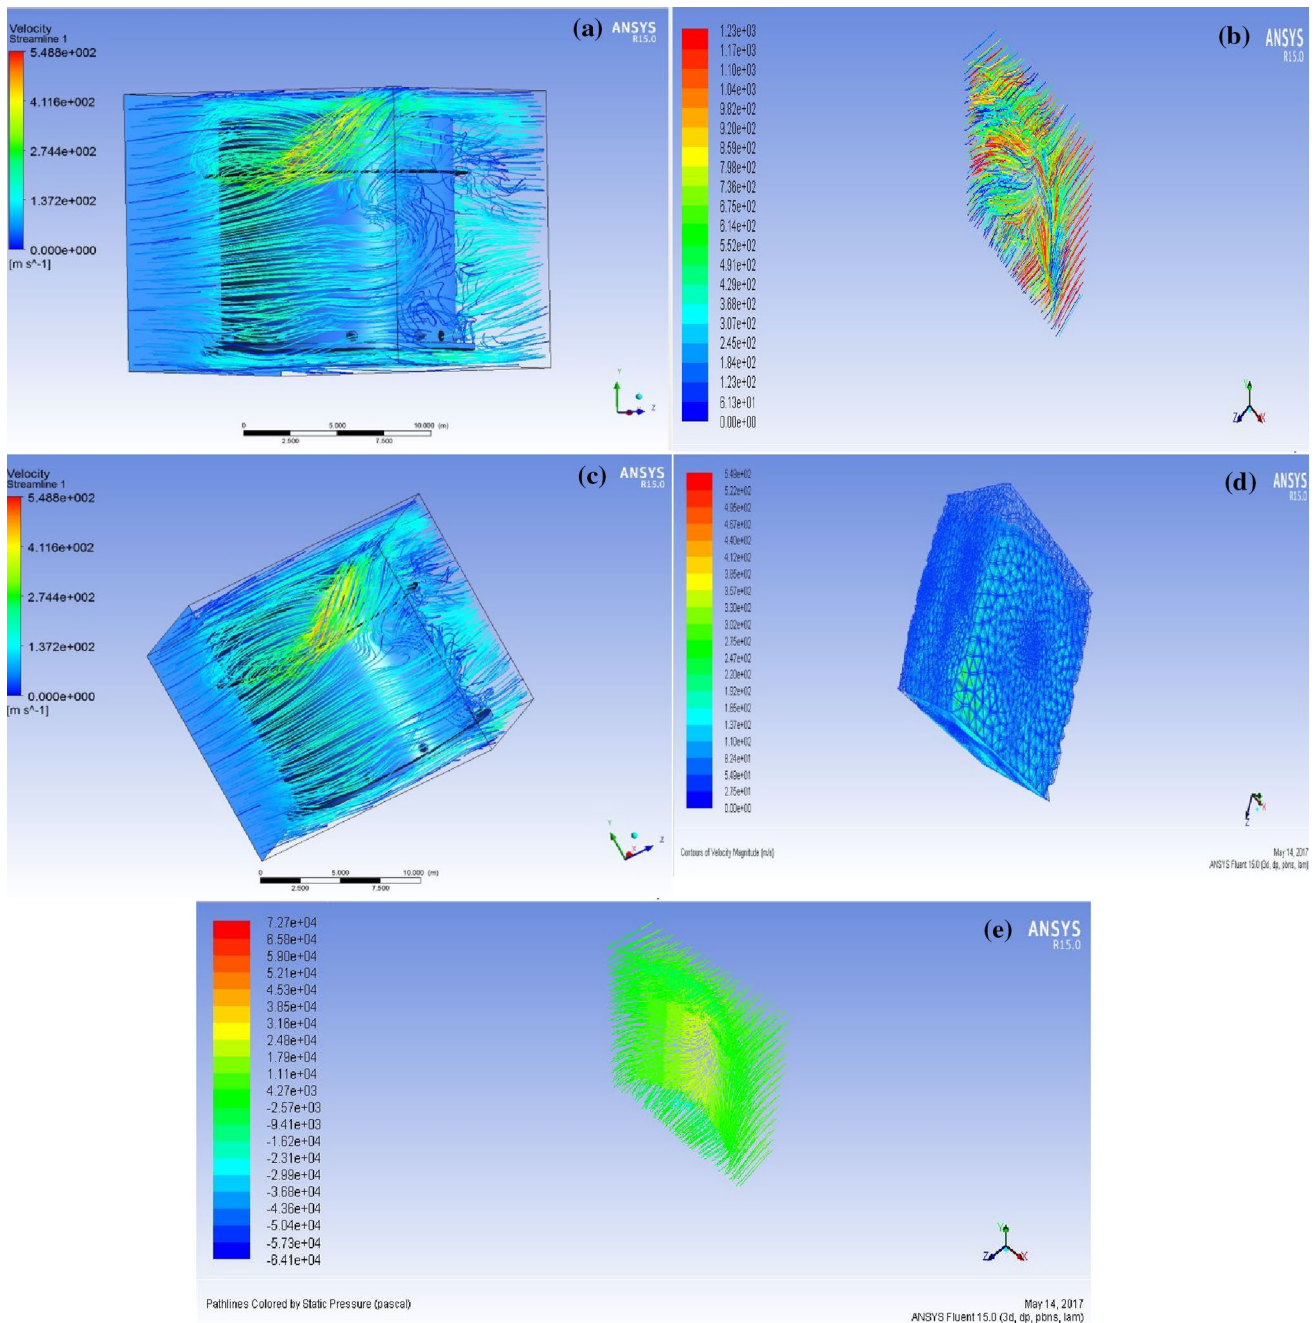 Velocity
Streamline 1
5.488e+002
4.116e+002
2.744e+002
1.372e+002
0.000e+000
[m s^-1]
(a)
ANSYS
R15.0
Y
Z
0
5.000
10.000 (m)
2.500
7.500
1.23e+03
1.17e+03
1.10e+03
1.04e+03
9.82e+02
9.20e+02
8.59e+02
7.98e+02
7.36e+02
6.75e+02
6.14e+02
5.52e+02
4.91e+02
4.29e+02
3.68e+02
3.07e+02
2.45e+02
1.84e+02
1.23e+02
6.13e+01
0.00e+00
(b)
ANSYS
R15.0
Y
Z
X
Velocity
Streamline 1
5.488e+002
4.116e+002
2.744e+002
1.372e+002
0.000e+000
[m s^-1]
(c)
ANSYS
R15.0
Y
X
Z
0
5.000
10.000 (m)
2.500
7.500
5.49e+02
5.22e+02
4.95e+02
4.67e+02
4.40e+02
4.12e+02
3.85e+02
3.57e+02
3.30e+02
3.02e+02
2.75e+02
2.47e+02
2.20e+02
1.92e+02
1.65e+02
1.37e+02
1.10e+02
8.24e+01
5.49e+01
2.75e+01
0.00e+00
(d)
ANSYS
R15.0
X
Z
Contours of Velocity Magnitude (m/s)
May 14, 2017
ANSYS Fluent 15.0 (3d, dp, pbns, lam)
7.27e+04
6.58e+04
5.90e+04
5.21e+04
4.53e+04
3.85e+04
3.16e+04
2.48e+04
1.79e+04
1.11e+04
4.27e+03
-2.57e+03
-9.41e+03
-1.62e+04
-2.31e+04
-2.99e+04
-3.68e+04
-4.36e+04
-5.04e+04
-5.73e+04
-6.41e+04
(e)
ANSYS
R15.0
Y
Z
X
Pathlines Colored by Static Pressure (pascal)
May 14, 2017
ANSYS Fluent 15.0 (3d, dp, pbns, lam)